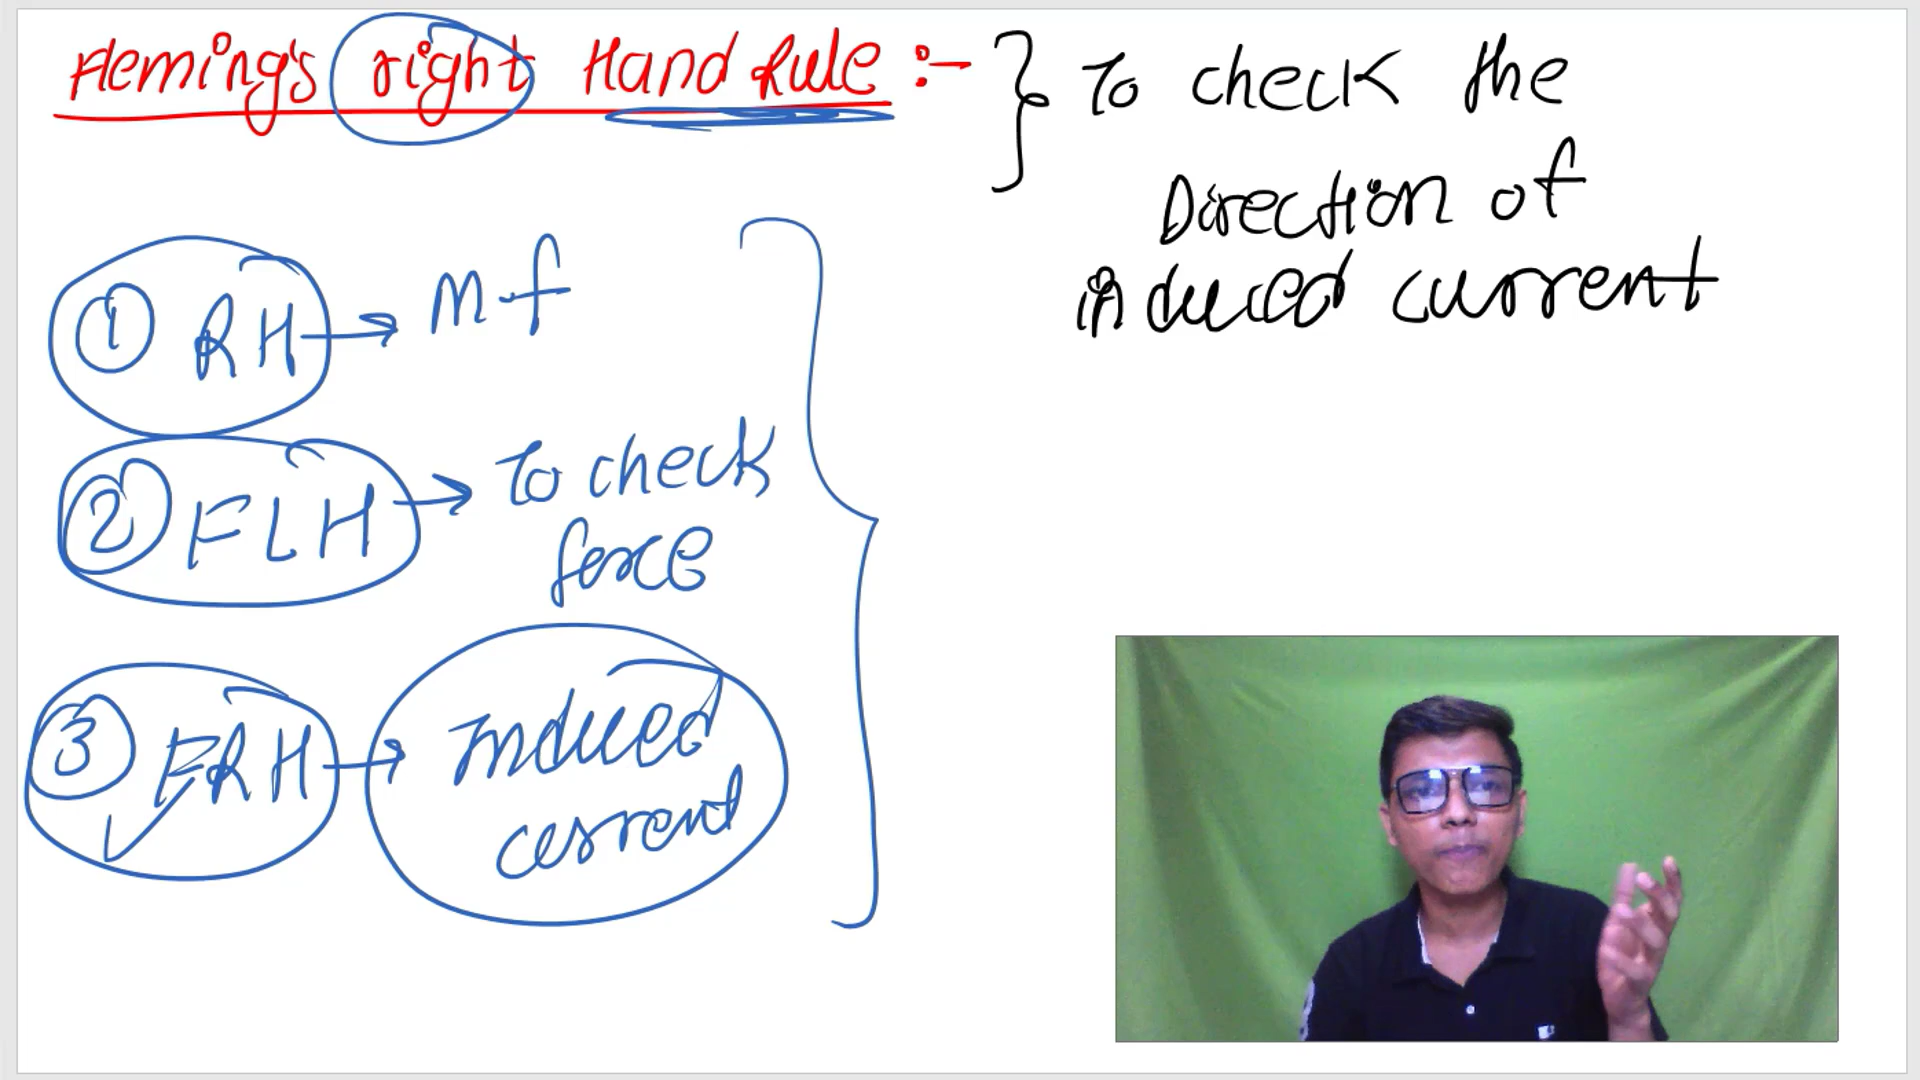 Fleming's right Hand Rule :-
To check the
Direction of
induced current
① RH → m.f
② FLH → To check
force
③ FRH → Induced
current